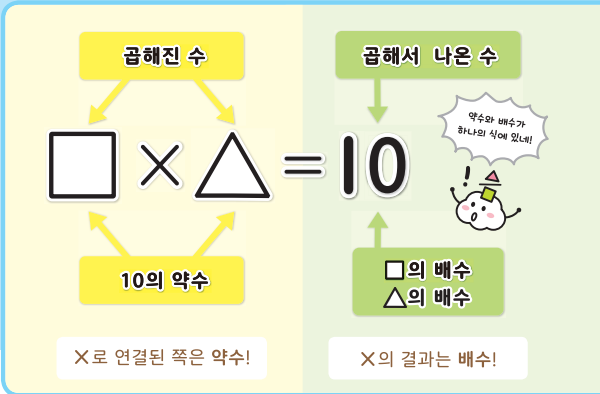 곱해진 수
곱해서 나온 수
약수와 배수가
하나의 식에 있네!
□ × △ = 10
10의 약수
□의 배수
△의 배수
×로 연결된 쪽은 약수!
×의 결과는 배수!